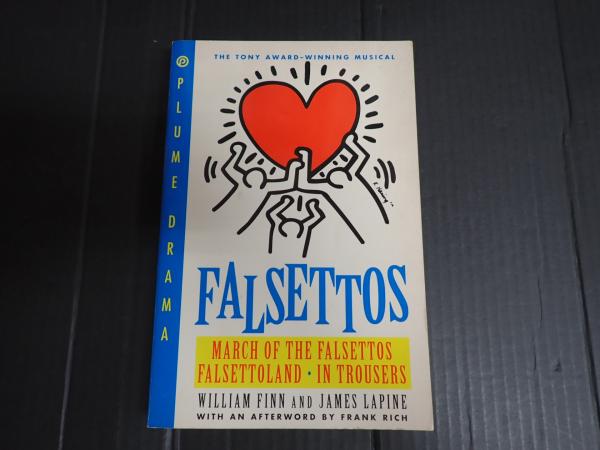 THE TONY AWARD-WINNING MUSICAL
PLUME DRAMA
K. Haring
FALSETTOS
MARCH OF THE FALSETTOS
FALSETTOLAND · IN TROUSERS
WILLIAM FINN AND JAMES LAPINE
WITH AN AFTERWORD BY FRANK RICH